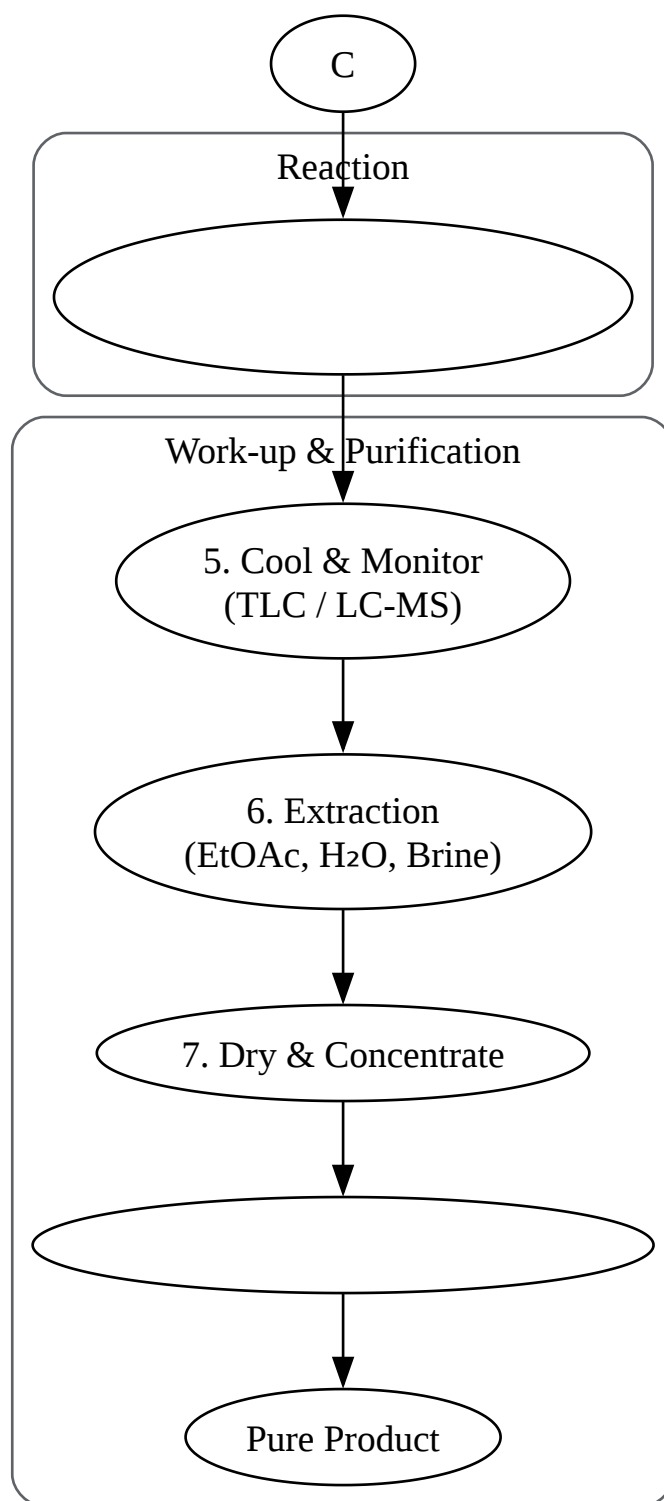 C
Reaction
Work-up & Purification
5. Cool & Monitor
(TLC / LC-MS)
6. Extraction
(EtOAc, H₂O, Brine)
7. Dry & Concentrate
Pure Product